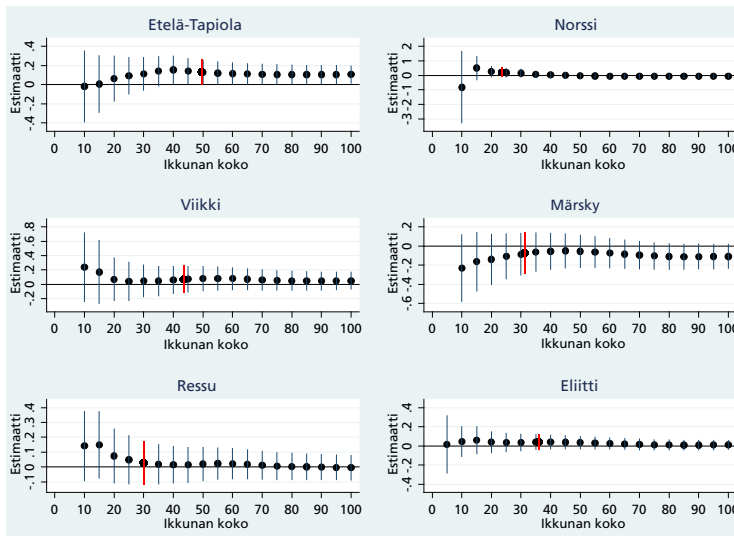 Etelä-Tapiola
Estimaatti
-.4 -.2 0 .2 .4
0 10 20 30 40 50 60 70 80 90 100
Ikkunan koko
Norssi
Estimaatti
-3 -2 -1 0 1 2
0 10 20 30 40 50 60 70 80 90 100
Ikkunan koko
Viikki
Estimaatti
-.2 0 .2 .4 .6 .8
0 10 20 30 40 50 60 70 80 90 100
Ikkunan koko
Märsky
Estimaatti
-.6 -.4 -.2 0 .2
0 10 20 30 40 50 60 70 80 90 100
Ikkunan koko
Ressu
Estimaatti
-.1 0 .1 .2 .3 .4
0 10 20 30 40 50 60 70 80 90 100
Ikkunan koko
Eliitti
Estimaatti
-.4 -.2 0 .2 .4
0 10 20 30 40 50 60 70 80 90 100
Ikkunan koko